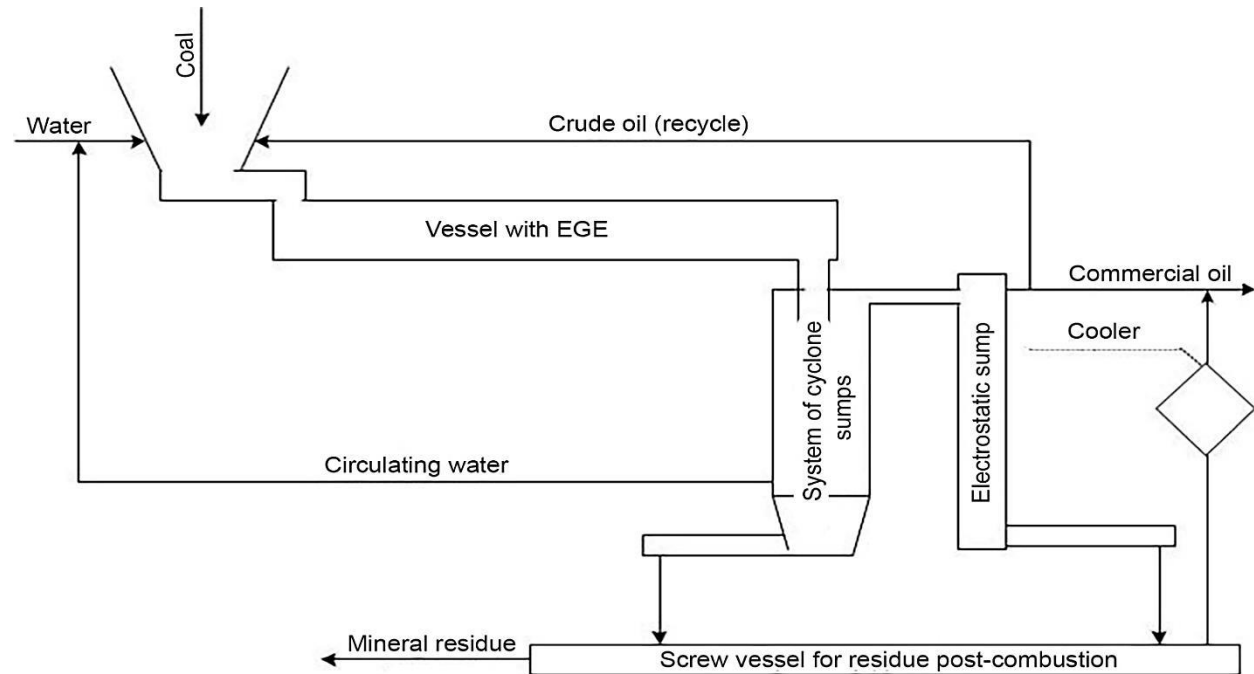 Coal
Water
Crude oil (recycle)
Vessel with EGE
Commercial oil
Cooler
System of cyclone
sumps
Electrostatic sump
Circulating water
Mineral residue
Screw vessel for residue post-combustion